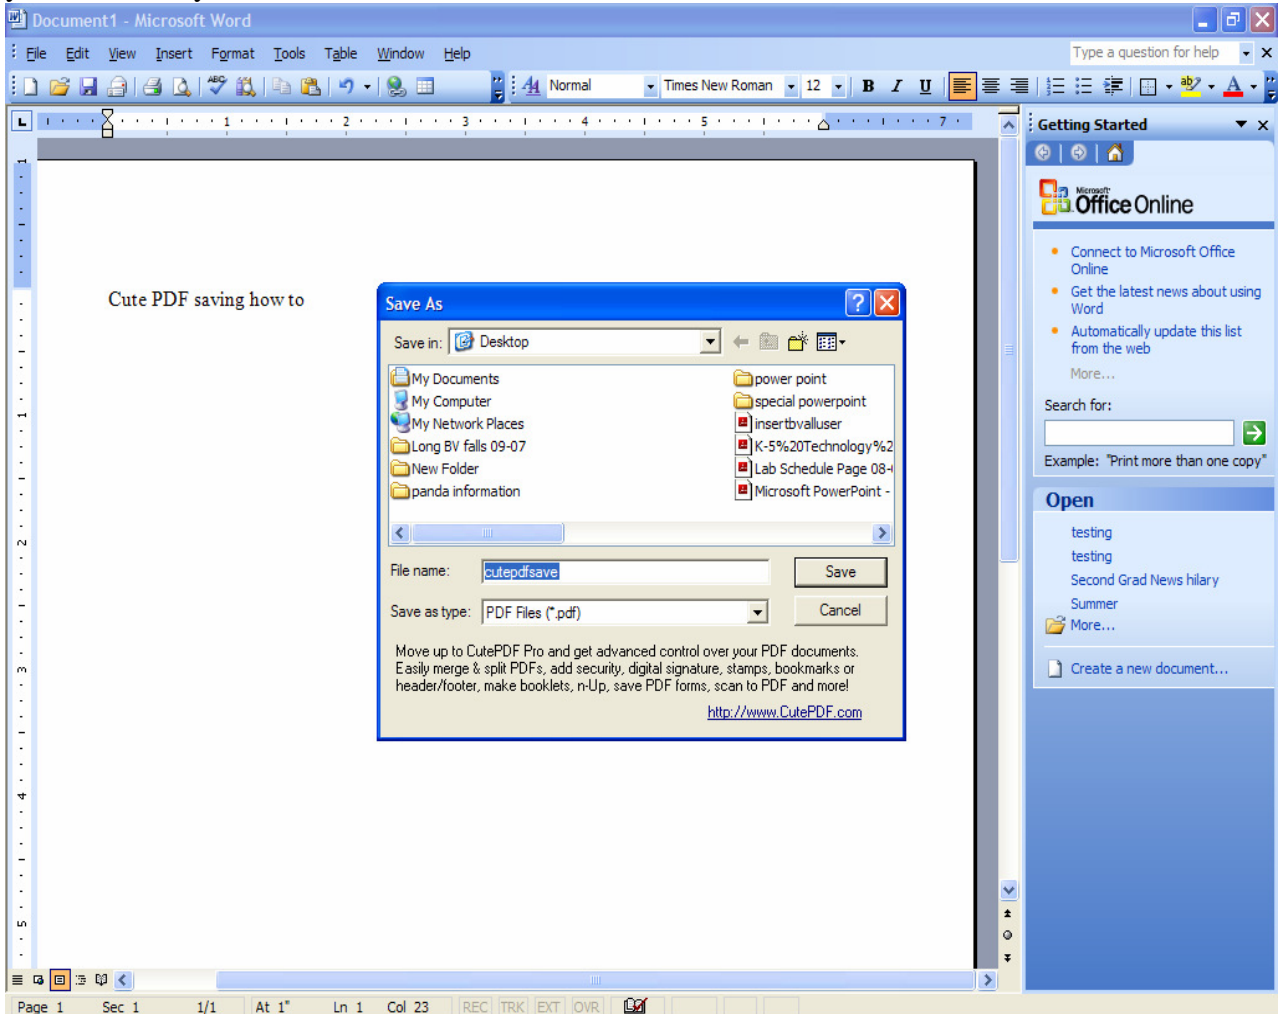 Document1 - Microsoft Word
File Edit View Insert Format Tools Table Window Help Type a question for help
Normal Times New Roman 12 B I U
1 2 3 4 5 7
Getting Started
Microsoft
Office Online
Connect to Microsoft Office
Online
Get the latest news about using
Word
Automatically update this list
from the web
More...
Search for:
Example: "Print more than one copy"
Open
testing
testing
Second Grad News hilary
Summer
More...
Create a new document...
Cute PDF saving how to
Save As
Save in: Desktop
My Documents
My Computer
My Network Places
Long BV falls 09-07
New Folder
panda information
power point
special powerpoint
insertbvalluser
K-5%20Technology%2
Lab Schedule Page 08-
Microsoft PowerPoint -
File name: cutepdfsave Save
Save as type: PDF Files (*.pdf) Cancel
Move up to CutePDF Pro and get advanced control over your PDF documents.
Easily merge & split PDFs, add security, digital signature, stamps, bookmarks or
header/footer, make booklets, n-Up, save PDF forms, scan to PDF and more!
http://www.CutePDF.com
Page 1 Sec 1 1/1 At 1" Ln 1 Col 23 REC TRK EXT OVR